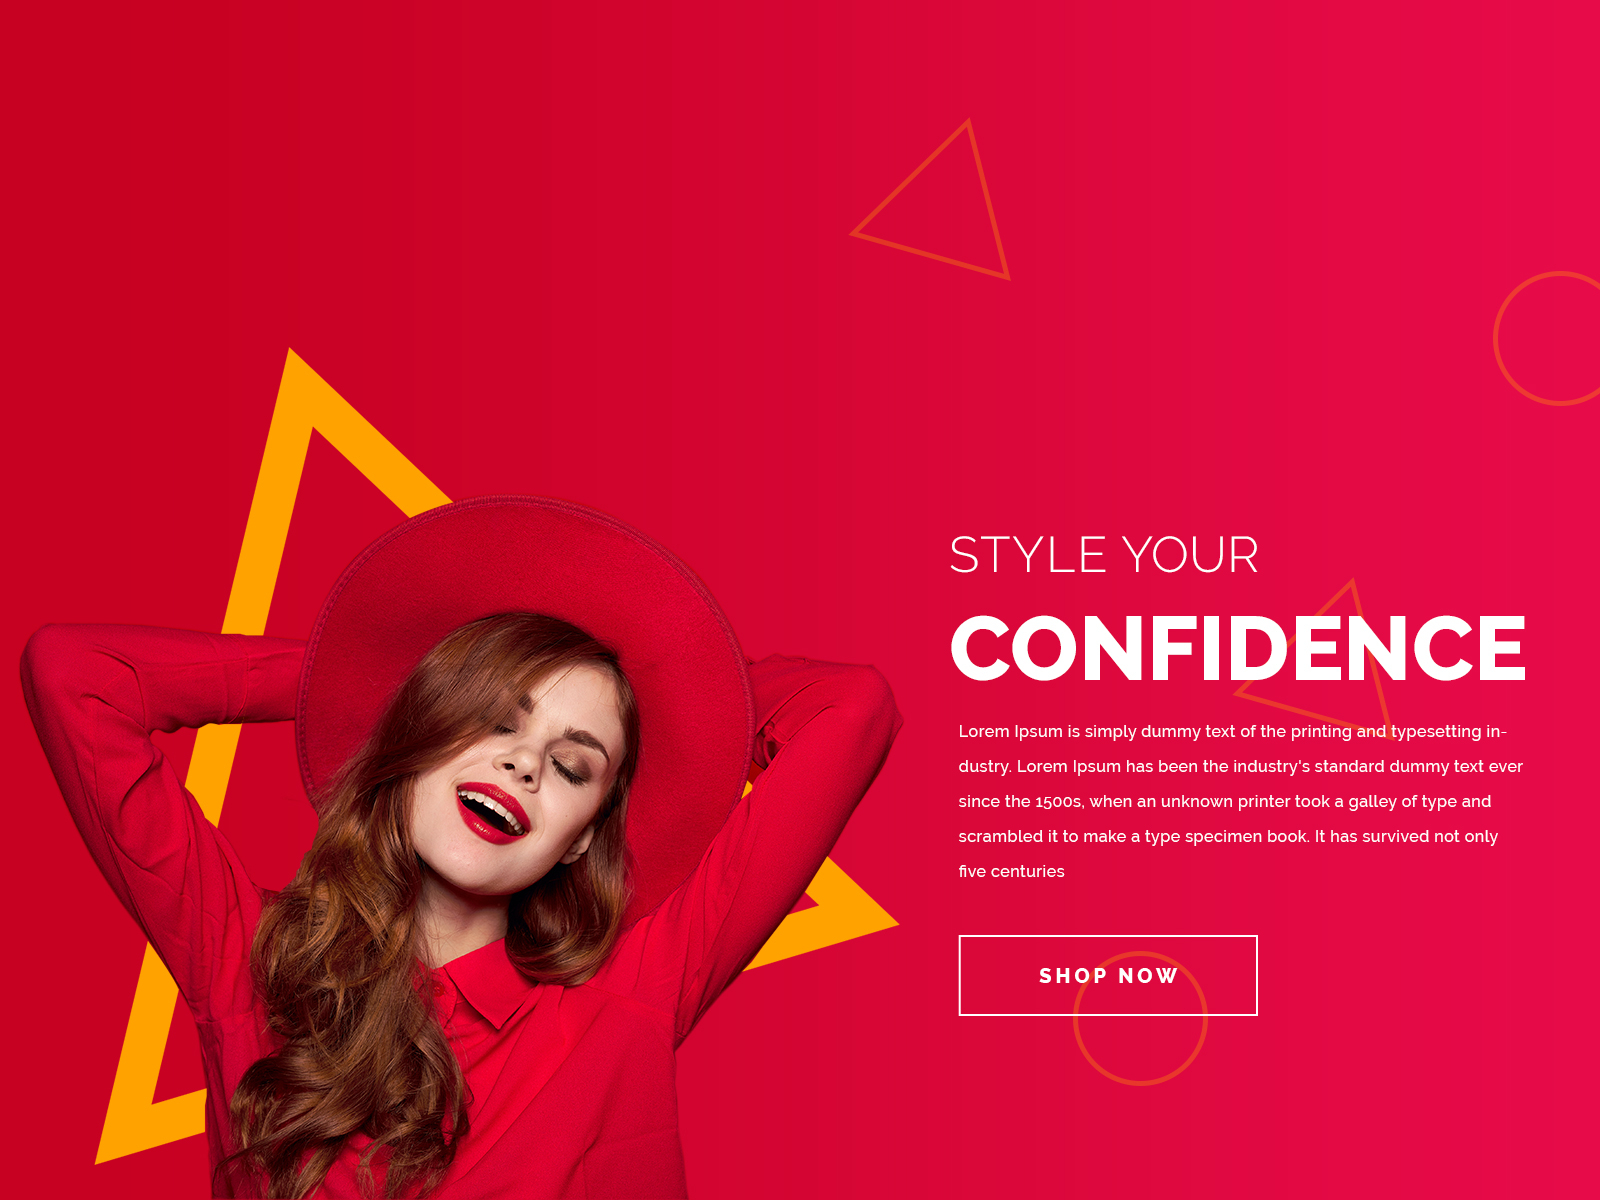 STYLE YOUR
CONFIDENCE
Lorem Ipsum is simply dummy text of the printing and typesetting in-
dustry. Lorem Ipsum has been the industry's standard dummy text ever
since the 1500s, when an unknown printer took a galley of type and
scrambled it to make a type specimen book. It has survived not only
five centuries
SHOP NOW